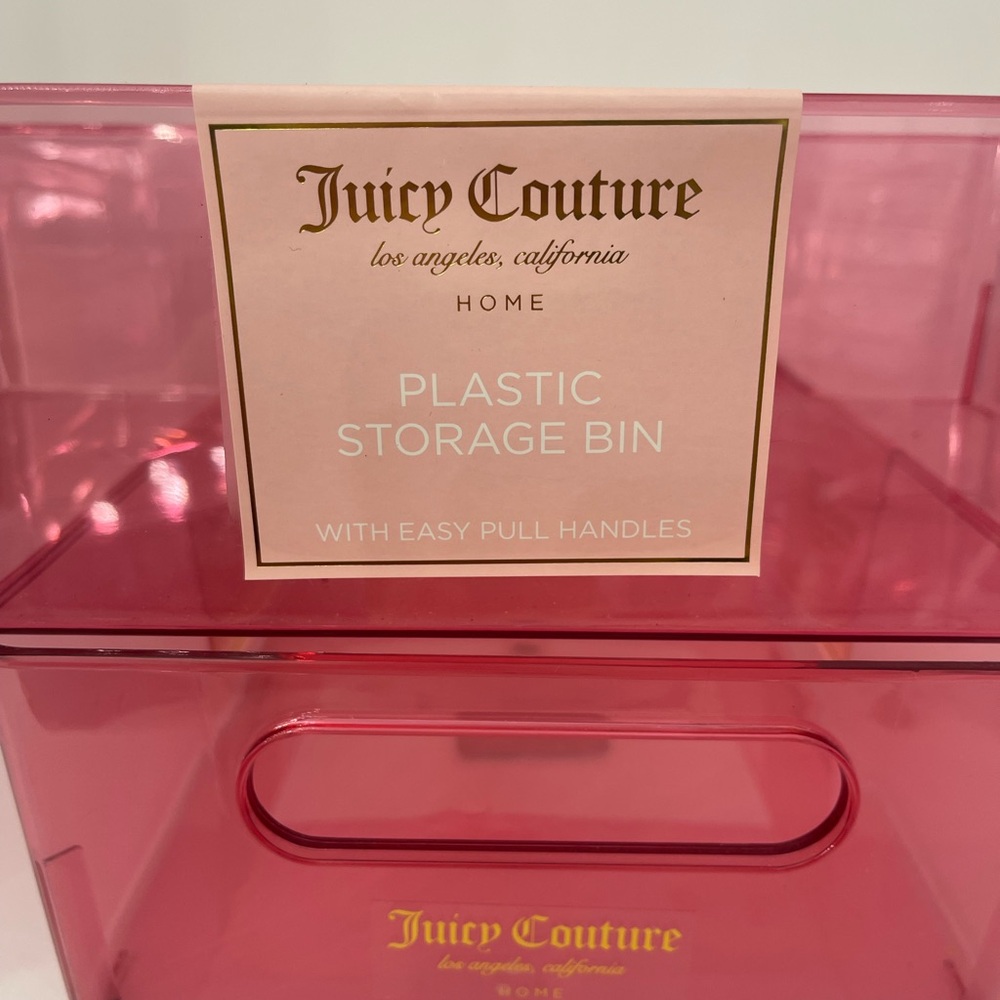 Juicy Couture
los angeles, california
HOME
PLASTIC
STORAGE BIN
WITH EASY PULL HANDLES
Juicy Couture
los angeles, california
HOME